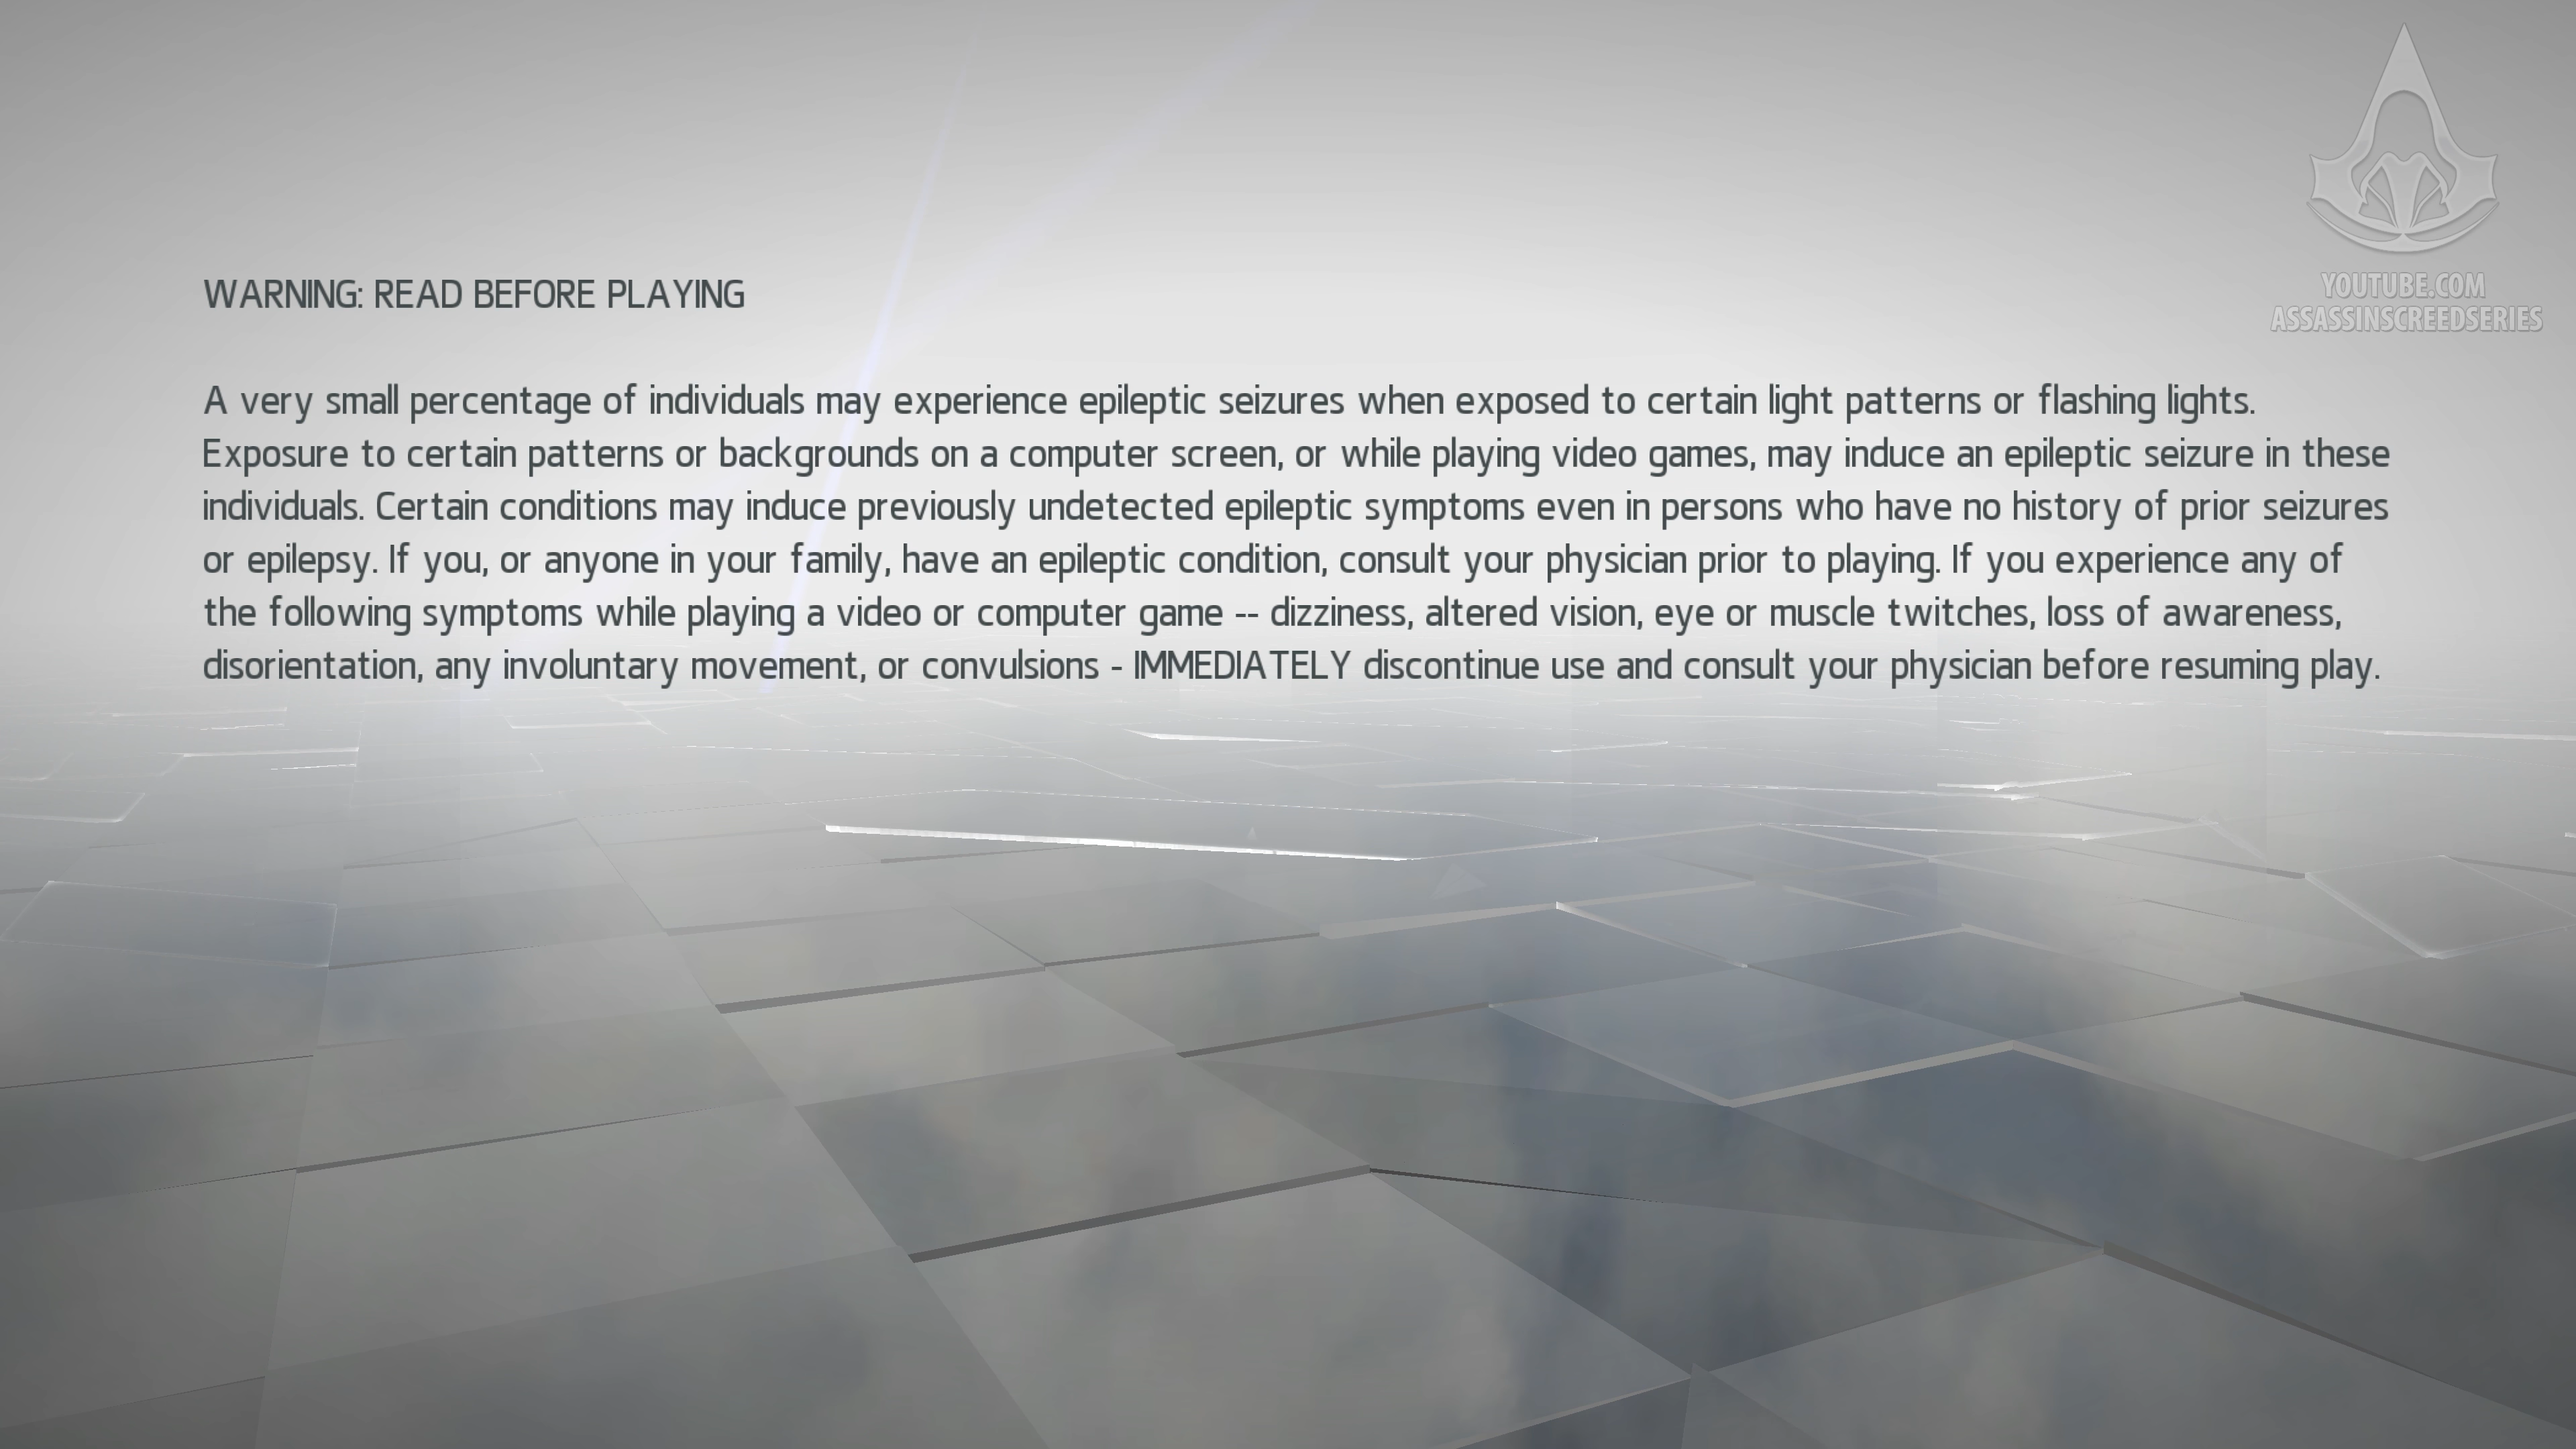 YOUTUBE.COM
ASSASSINSCREEDSERIES
WARNING: READ BEFORE PLAYING
A very small percentage of individuals may experience epileptic seizures when exposed to certain light patterns or flashing lights.
Exposure to certain patterns or backgrounds on a computer screen, or while playing video games, may induce an epileptic seizure in these
individuals. Certain conditions may induce previously undetected epileptic symptoms even in persons who have no history of prior seizures
or epilepsy. If you, or anyone in your family, have an epileptic condition, consult your physician prior to playing. If you experience any of
the following symptoms while playing a video or computer game -- dizziness, altered vision, eye or muscle twitches, loss of awareness,
disorientation, any involuntary movement, or convulsions - IMMEDIATELY discontinue use and consult your physician before resuming play.